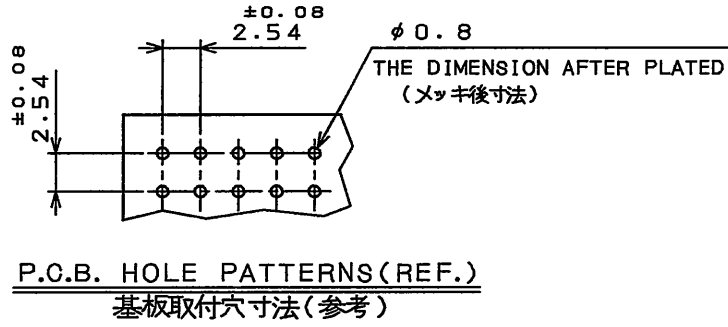 ±0.08
2.54
φ0.8
THE DIMENSION AFTER PLATED
(メッキ後寸法)
±0.08
2.54
P.C.B. HOLE PATTERNS(REF.)
基板取付穴寸法(参考)